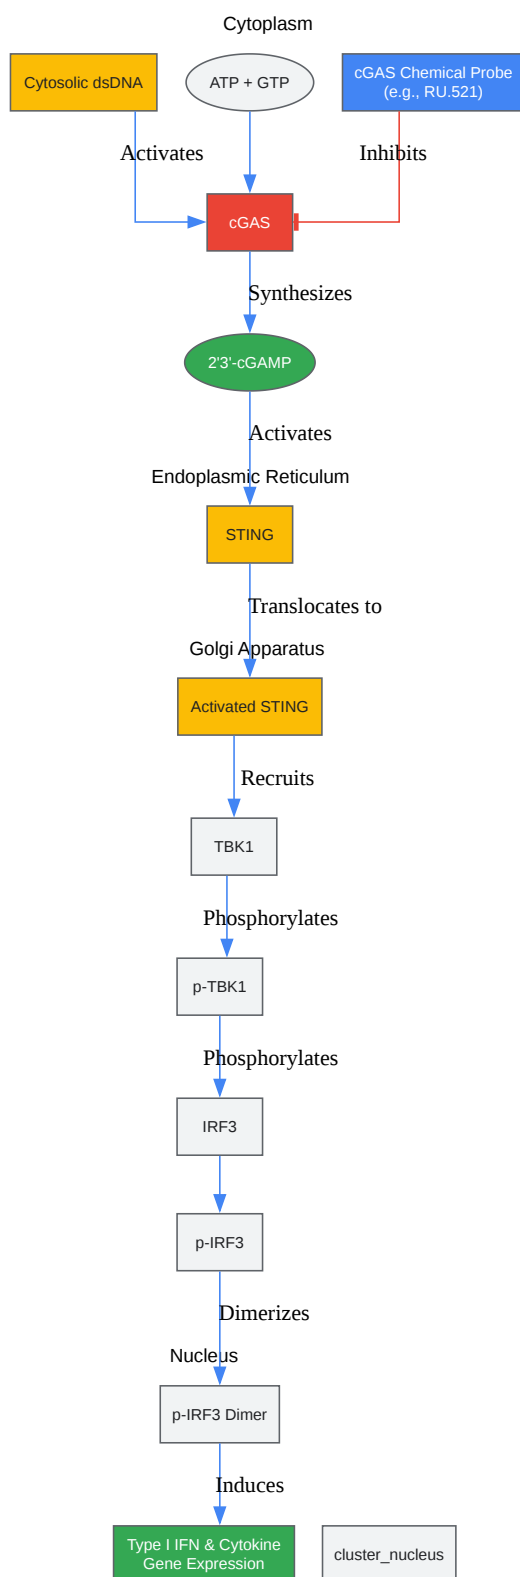 Cytoplasm
Cytosolic dsDNA
ATP + GTP
cGAS Chemical Probe
(e.g., RU.521)
Activates
Inhibits
cGAS
Synthesizes
2'3'-cGAMP
Activates
Endoplasmic Reticulum
STING
Translocates to
Golgi Apparatus
Activated STING
Recruits
TBK1
Phosphorylates
p-TBK1
Phosphorylates
IRF3
p-IRF3
Dimerizes
Nucleus
p-IRF3 Dimer
Induces
Type I IFN & Cytokine
Gene Expression
cluster_nucleus